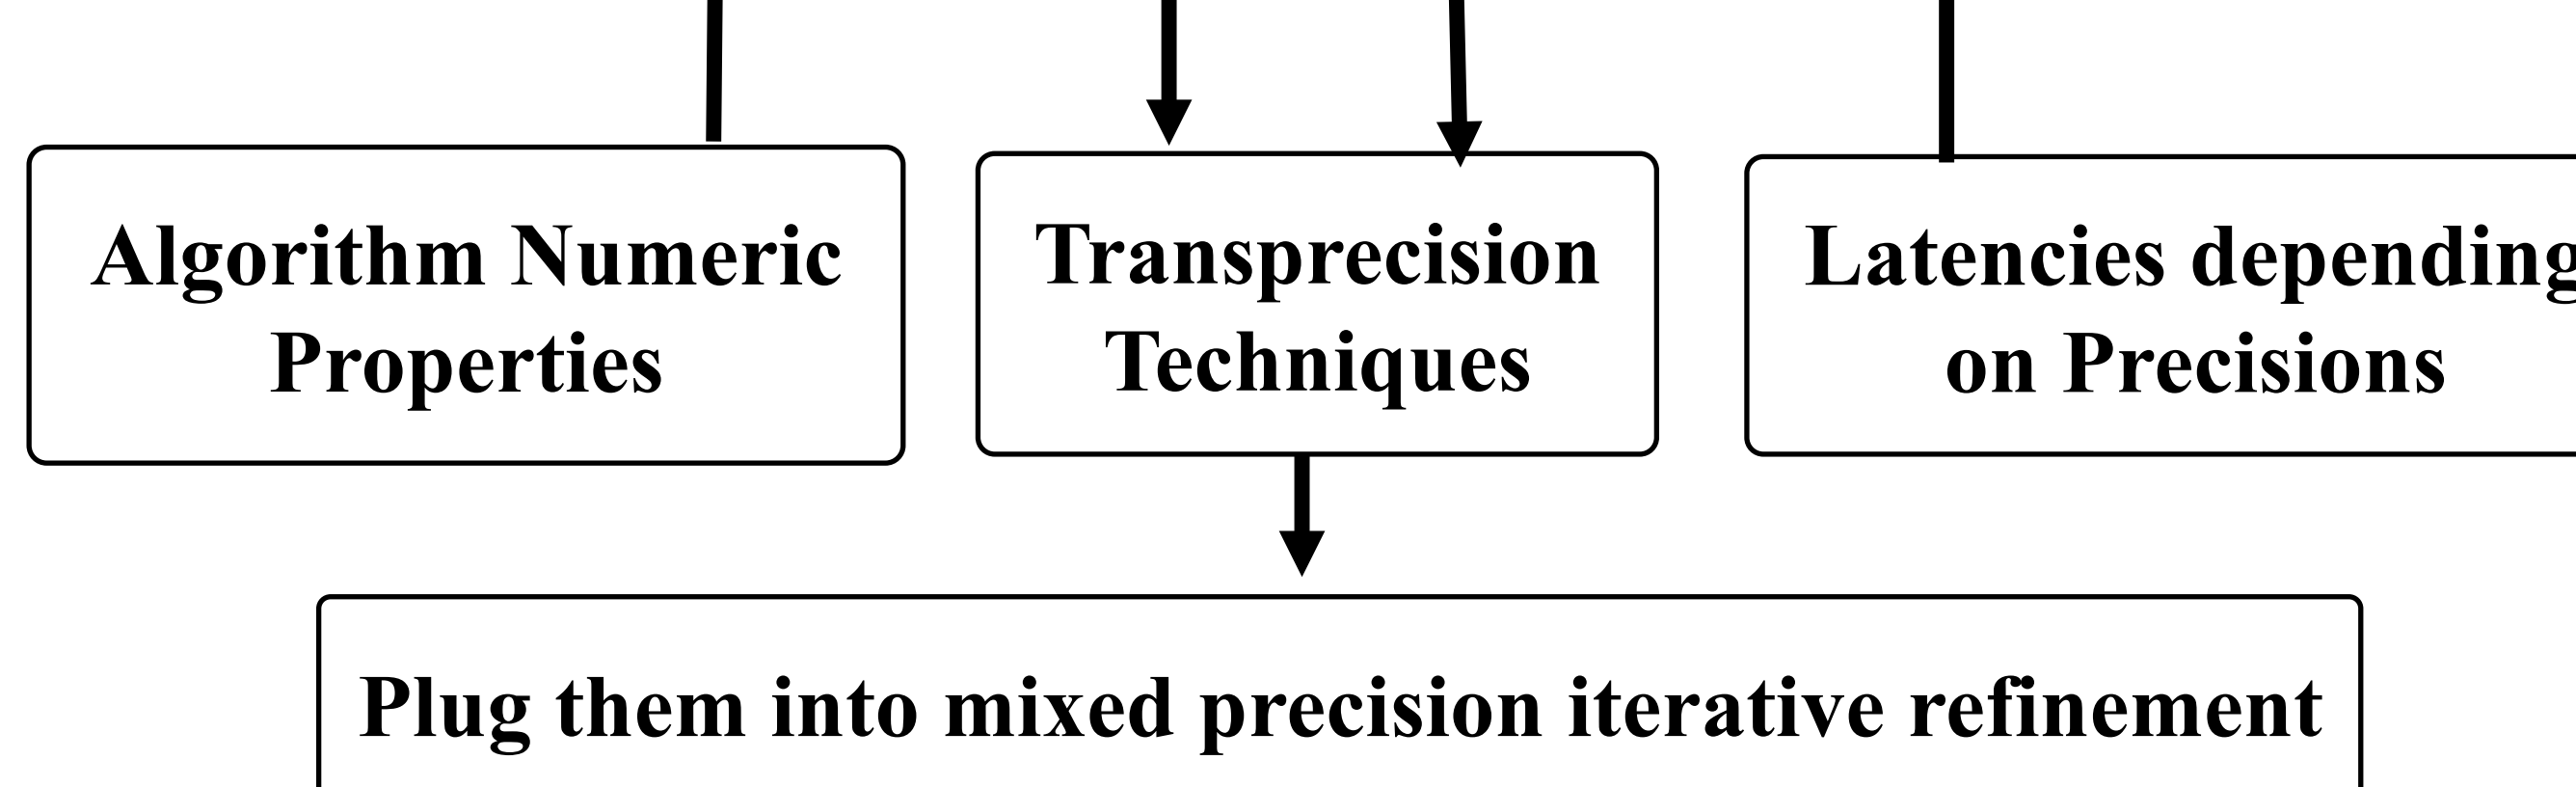 Algorithm Numeric
Properties
Transprecision
Techniques
Latencies depending
on Precisions
Plug them into mixed precision iterative refinement